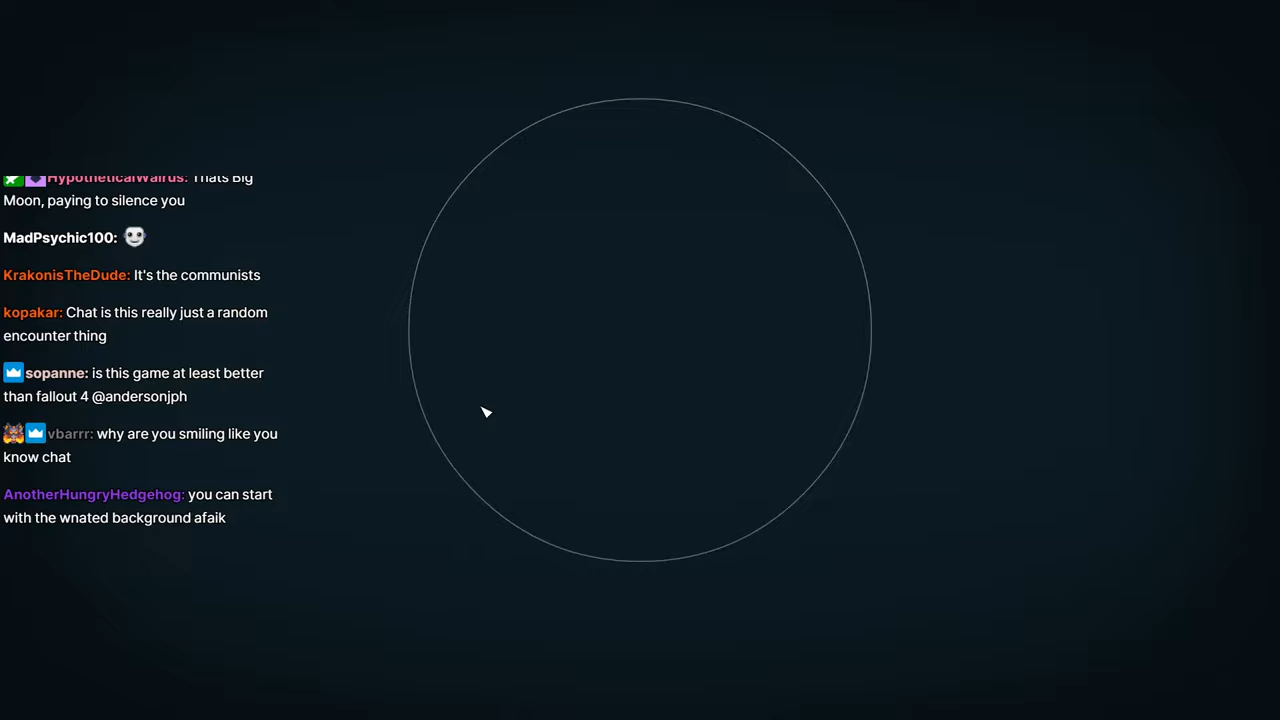 HypotheticalWalrus: Thats Big
Moon, paying to silence you
MadPsychic100:
KrakonisTheDude: It's the communists
kopakar: Chat is this really just a random
encounter thing
sopanne: is this game at least better
than fallout 4 @andersonjph
vbarrr: why are you smiling like you
know chat
AnotherHungryHedgehog: you can start
with the wnated background afaik